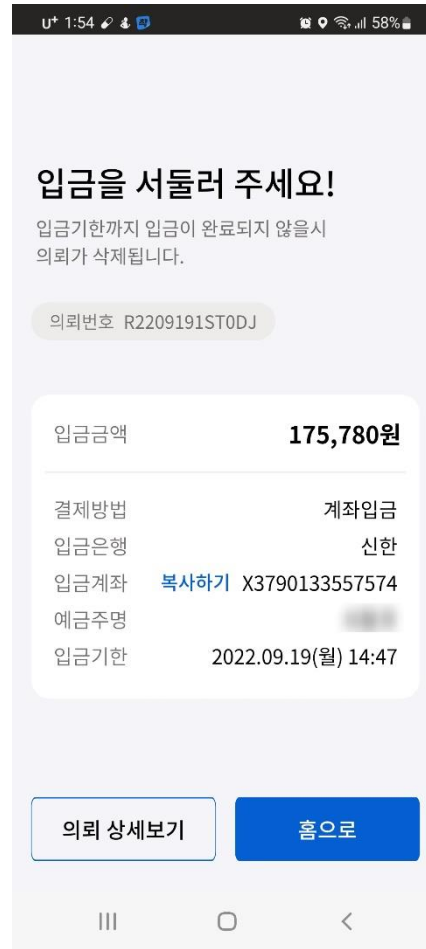 U+ 1:54 58%
입금을 서둘러 주세요!
입금기한까지 입금이 완료되지 않을시
의뢰가 삭제됩니다.
의뢰번호 R2209191ST0DJ
입금금액 175,780원
결제방법 계좌입금
입금은행 신한
입금계좌 복사하기 X3790133557574
예금주명
입금기한 2022.09.19(월) 14:47
의뢰 상세보기 홈으로